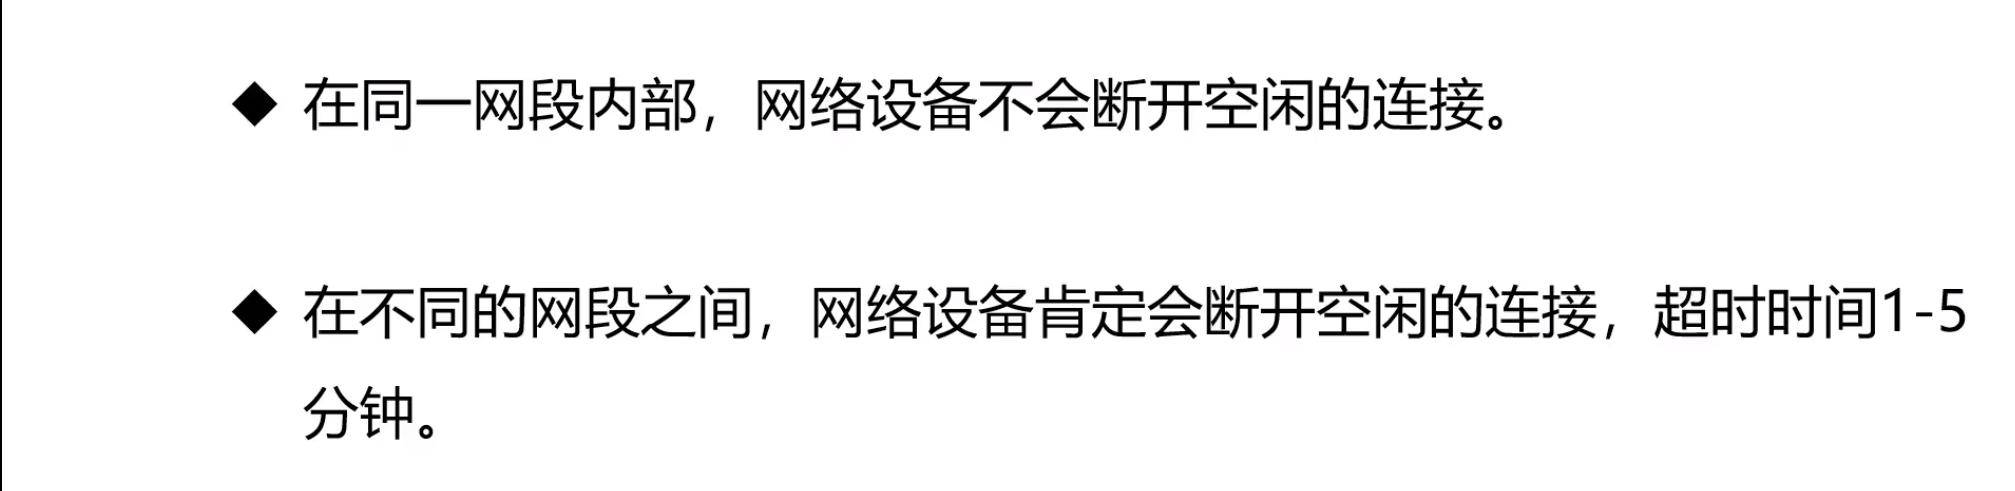 ◆ 在同一网段内部，网络设备不会断开空闲的连接。
◆ 在不同的网段之间，网络设备肯定会断开空闲的连接，超时时间1-5
分钟。